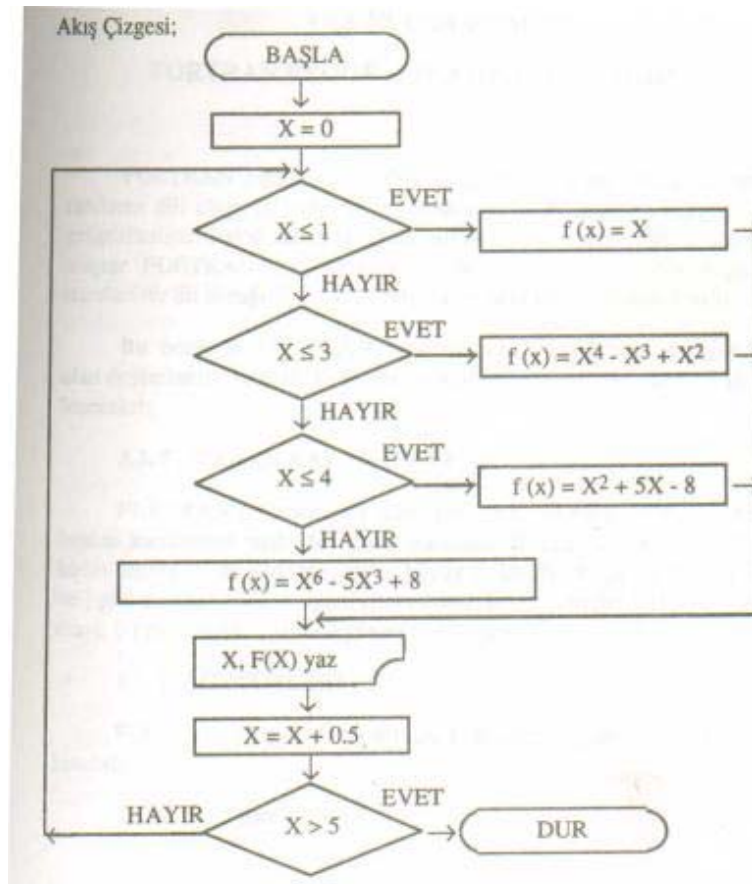 Akış Çizgesi;
BAŞLA
X = 0
EVET
X ≤ 1
f (x) = X
HAYIR
EVET
X ≤ 3
f (x) = X⁴ - X³ + X²
HAYIR
EVET
X ≤ 4
f (x) = X² + 5X - 8
HAYIR
f (x) = X⁶ - 5X³ + 8
X, F(X) yaz
X = X + 0.5
HAYIR
EVET
X > 5
DUR